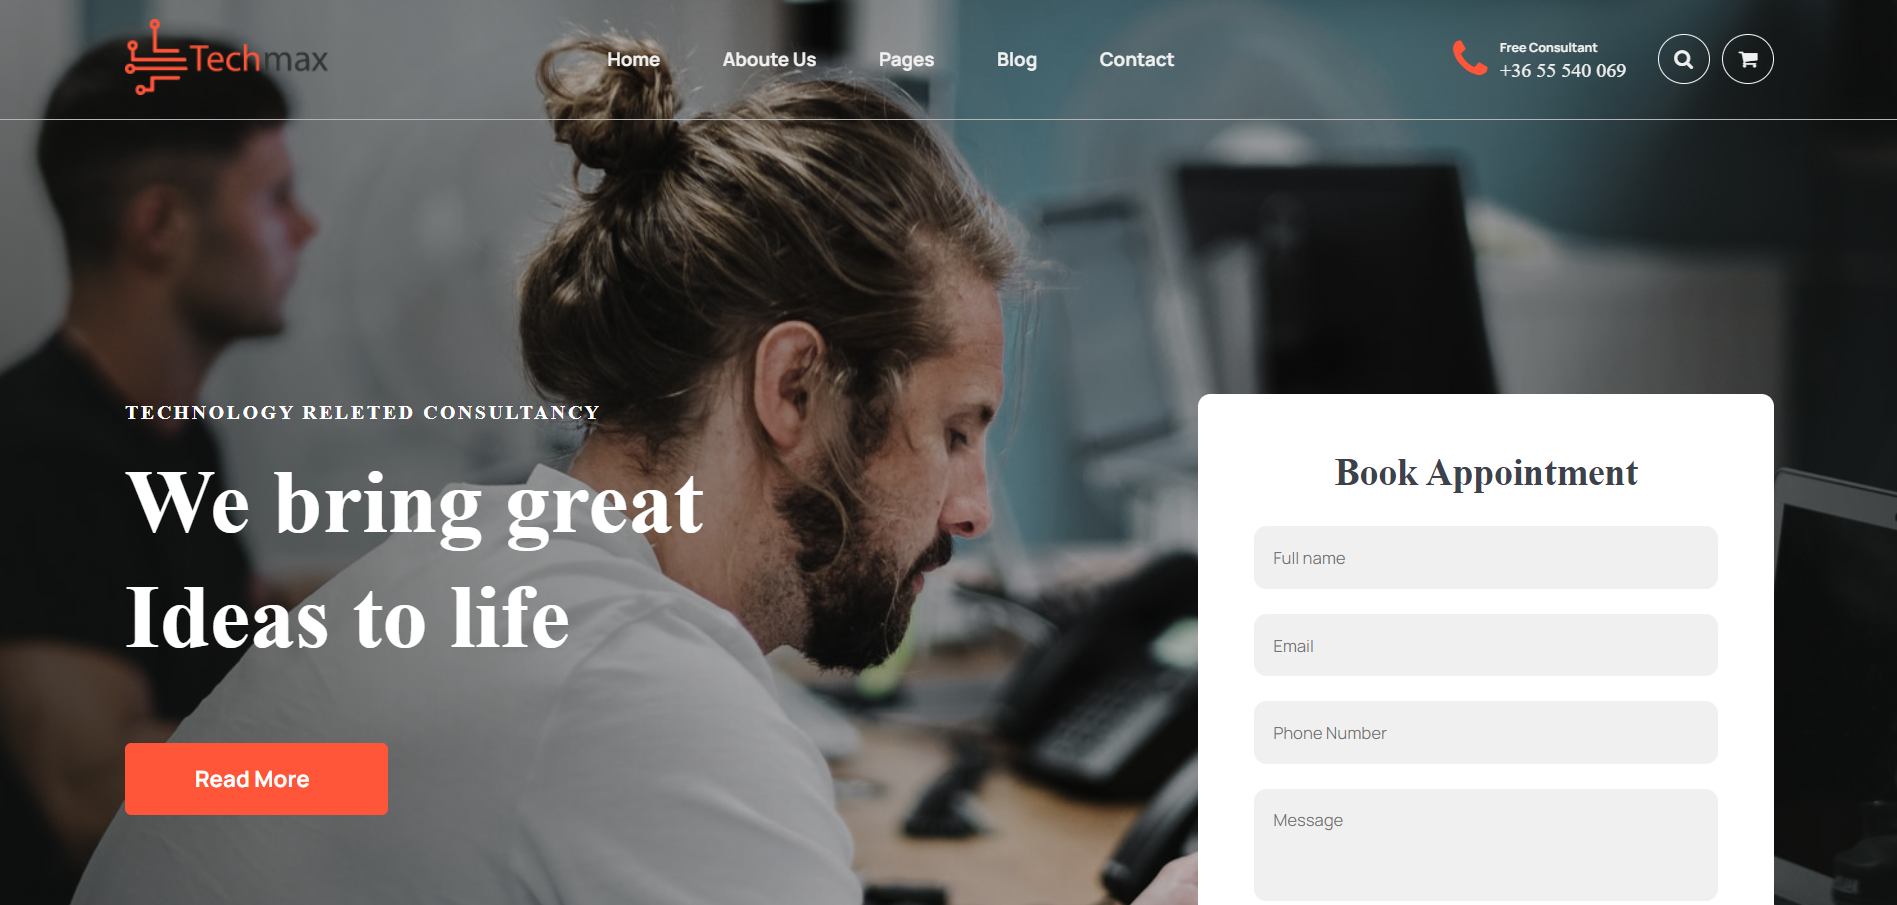 Techmax
Home
Aboute Us
Pages
Blog
Contact
Free Consultant
+36 55 540 069
TECHNOLOGY RELETED CONSULTANCY
We bring great
Ideas to life
Read More
Book Appointment
Full name
Email
Phone Number
Message